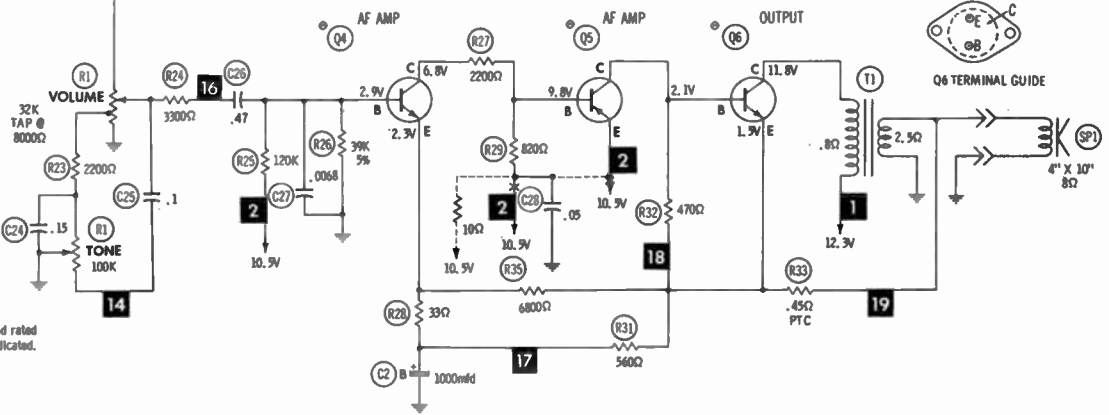 AF AMP
Q4
AF AMP
Q5
OUTPUT
Q6
C
E
B
Q6 TERMINAL GUIDE
R1
VOLUME
32K
TAP @
8000Ω
R24
3300Ω
16
C26
.47
R27
2200Ω
C
6.8V
2.9V
B
2.3V
E
C
9.8V
B
E
2
10.5V
C
11.8V
2.1V
B
1.5V
E
T1
.8Ω
2.5Ω
SP1
4" X 10"
8Ω
R23
2200Ω
C25
.1
R25
120K
2
10.5V
C27
.0068
R26
39K
5%
R29
820Ω
10Ω
10.5V
2
10.5V
C28
.05
R32
470Ω
18
1
12.3V
C24
.15
R1
TONE
100K
14
R35
6800Ω
R33
.45Ω
PTC
19
R28
33Ω
R31
560Ω
17
C2 B
+
1000mfd
d rated
dicated.